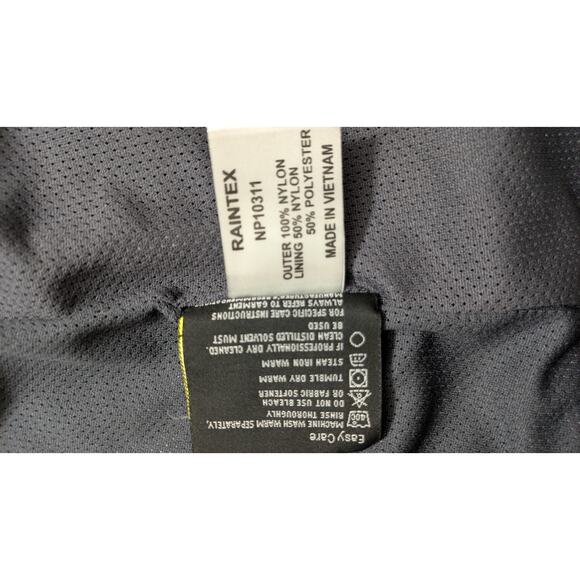 RAINTEX
NP10311
OUTER 100% NYLON
LINING 50% NYLON
50% POLYESTER
MADE IN VIETNAM
Easy Care
MACHINE WASH WARM SEPARATELY,
RINSE THOROUGHLY
DO NOT USE BLEACH
OR FABRIC SOFTENER
TUMBLE DRY WARM
STEAM IRON WARM
IF PROFESSIONALLY DRY CLEANED.
CLEAN DISTILLED SOLVENT MUST
BE USED
FOR SPECIFIC CARE INSTRUCTIONS
ALWAYS REFER TO GARMENT